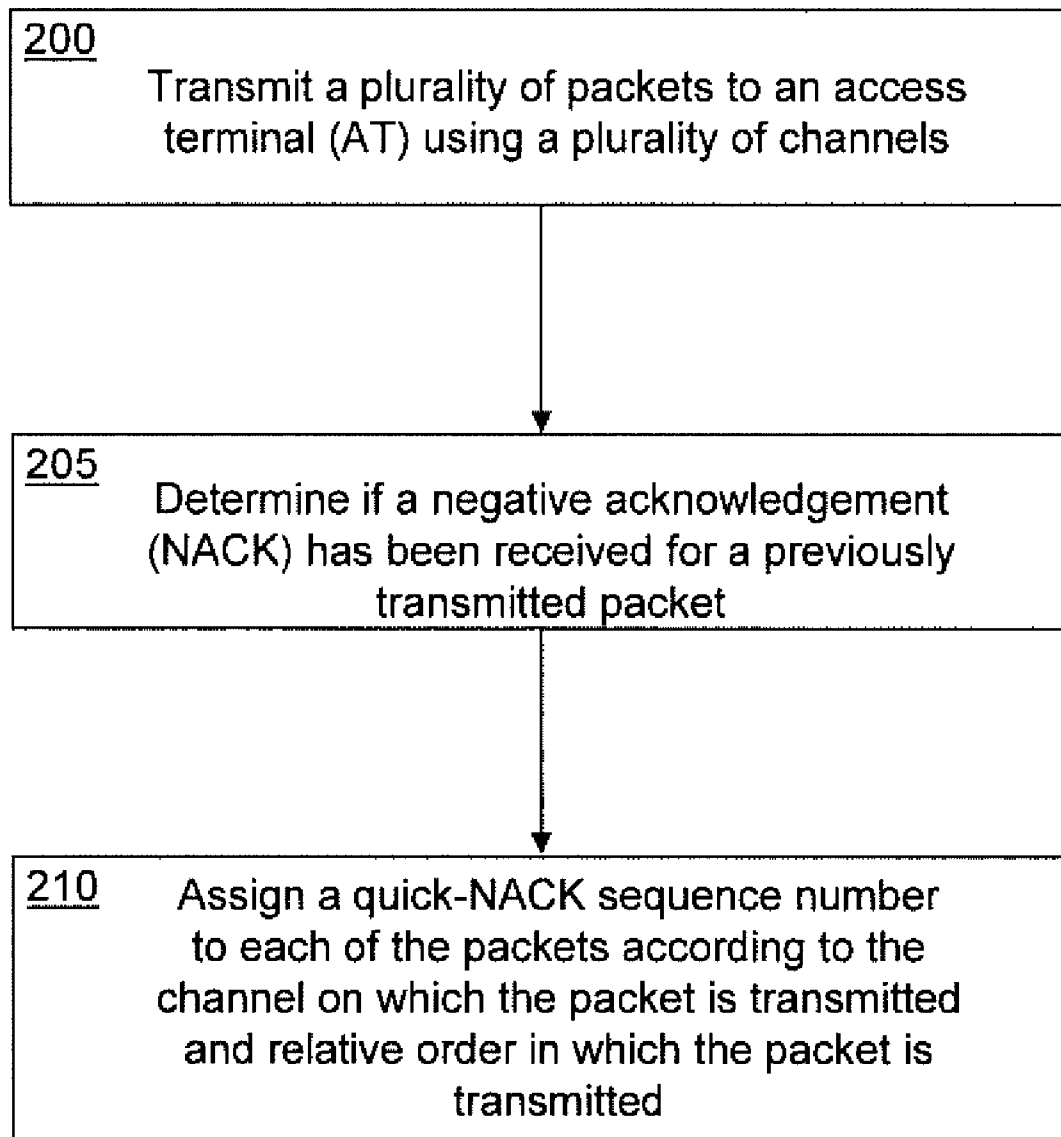 200
Transmit a plurality of packets to an access
terminal (AT) using a plurality of channels
205
Determine if a negative acknowledgement
(NACK) has been received for a previously
transmitted packet
210
Assign a quick-NACK sequence number
to each of the packets according to the
channel on which the packet is transmitted
and relative order in which the packet is
transmitted